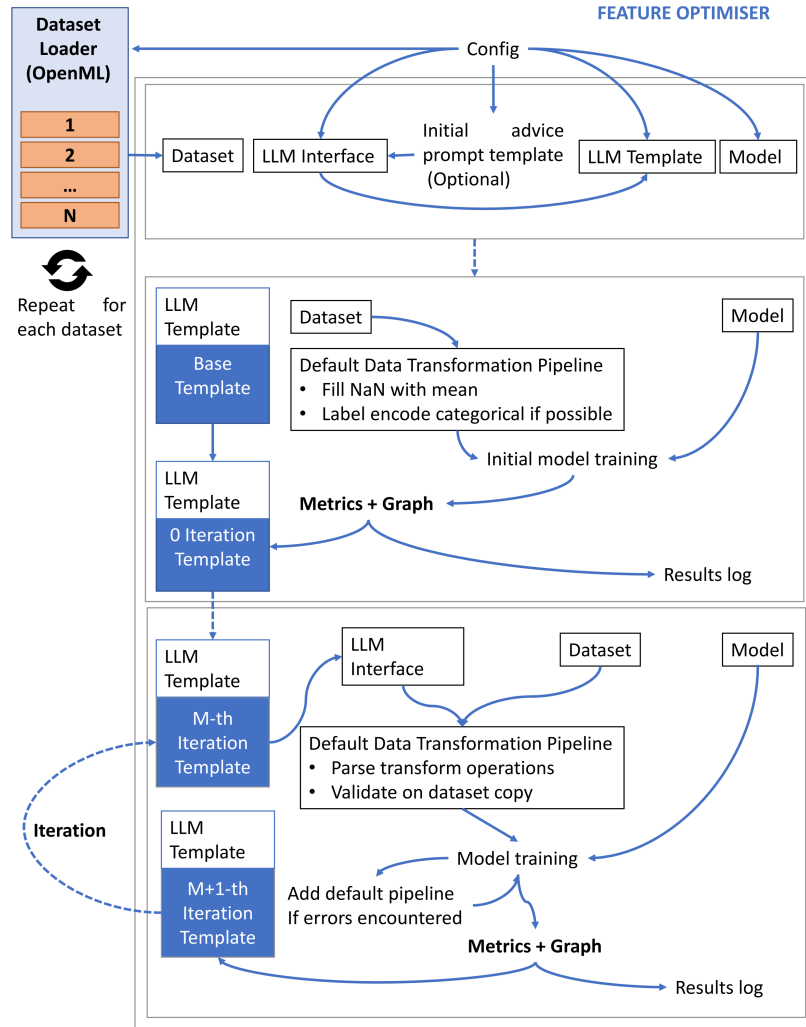 FEATURE OPTIMISER
Dataset
Loader
(OpenML)
1
2
...
N
Repeat for
each dataset
Config
Dataset
LLM Interface
Initial advice
prompt template
(Optional)
LLM Template
Model
LLM
Template
Base
Template
Dataset
Model
Default Data Transformation Pipeline
• Fill NaN with mean
• Label encode categorical if possible
Initial model training
LLM
Template
0 Iteration
Template
Metrics + Graph
Results log
LLM
Template
M-th
Iteration
Template
LLM
Interface
Dataset
Model
Default Data Transformation Pipeline
• Parse transform operations
• Validate on dataset copy
Iteration
LLM
Template
M+1-th
Iteration
Template
Model training
Add default pipeline
If errors encountered
Metrics + Graph
Results log